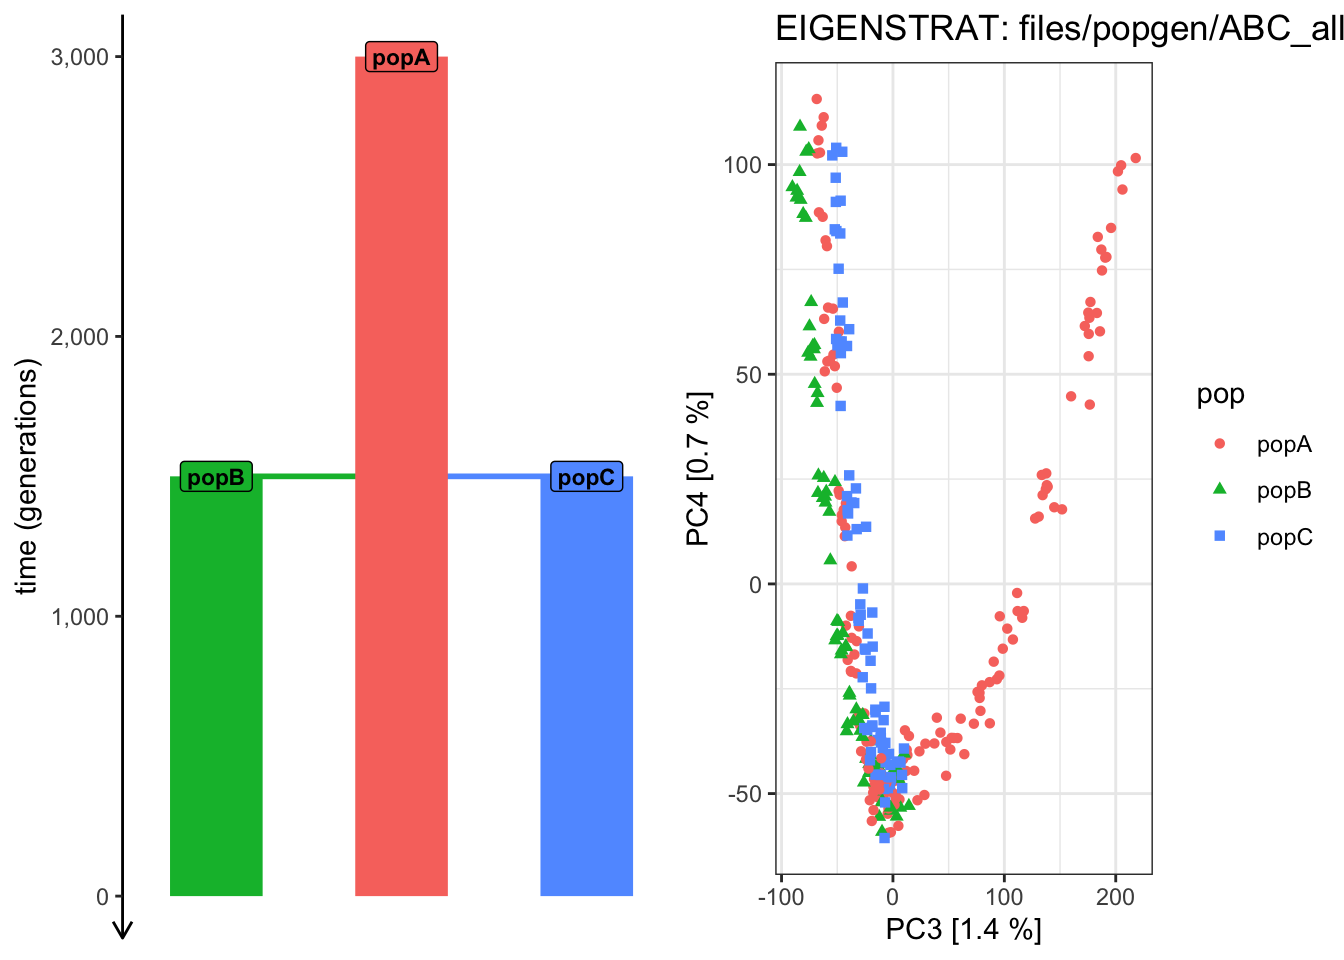 EIGENSTRAT: files/popgen/ABC_all
3,000
2,000
1,000
0
time (generations)
popA
popB
popC
100
50
0
-50
PC4 [0.7 %]
-100
0
100
200
PC3 [1.4 %]
pop
popA
popB
popC